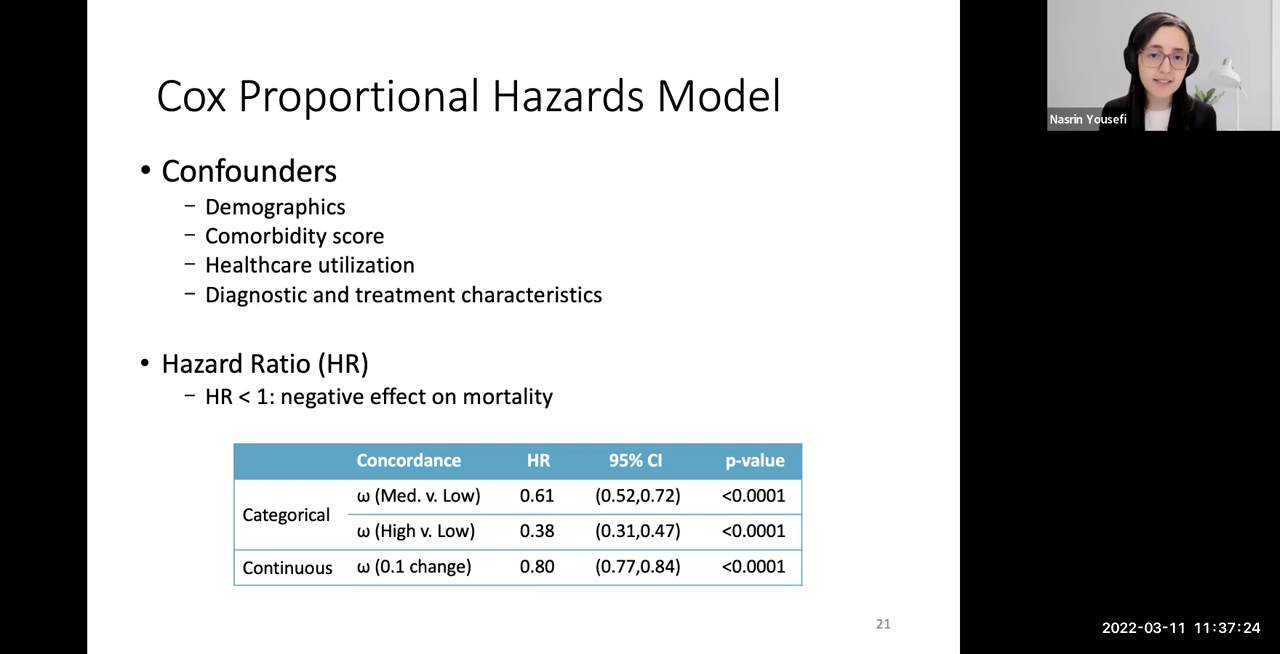 Cox Proportional Hazards Model
• Confounders
– Demographics
– Comorbidity score
– Healthcare utilization
– Diagnostic and treatment characteristics
• Hazard Ratio (HR)
– HR < 1: negative effect on mortality
Concordance HR 95% CI p-value
Categorical
ω (Med. v. Low) 0.61 (0.52,0.72) <0.0001
ω (High v. Low) 0.38 (0.31,0.47) <0.0001
Continuous ω (0.1 change) 0.80 (0.77,0.84) <0.0001
21
Nasrin Yousefi
2022-03-11 11:37:24